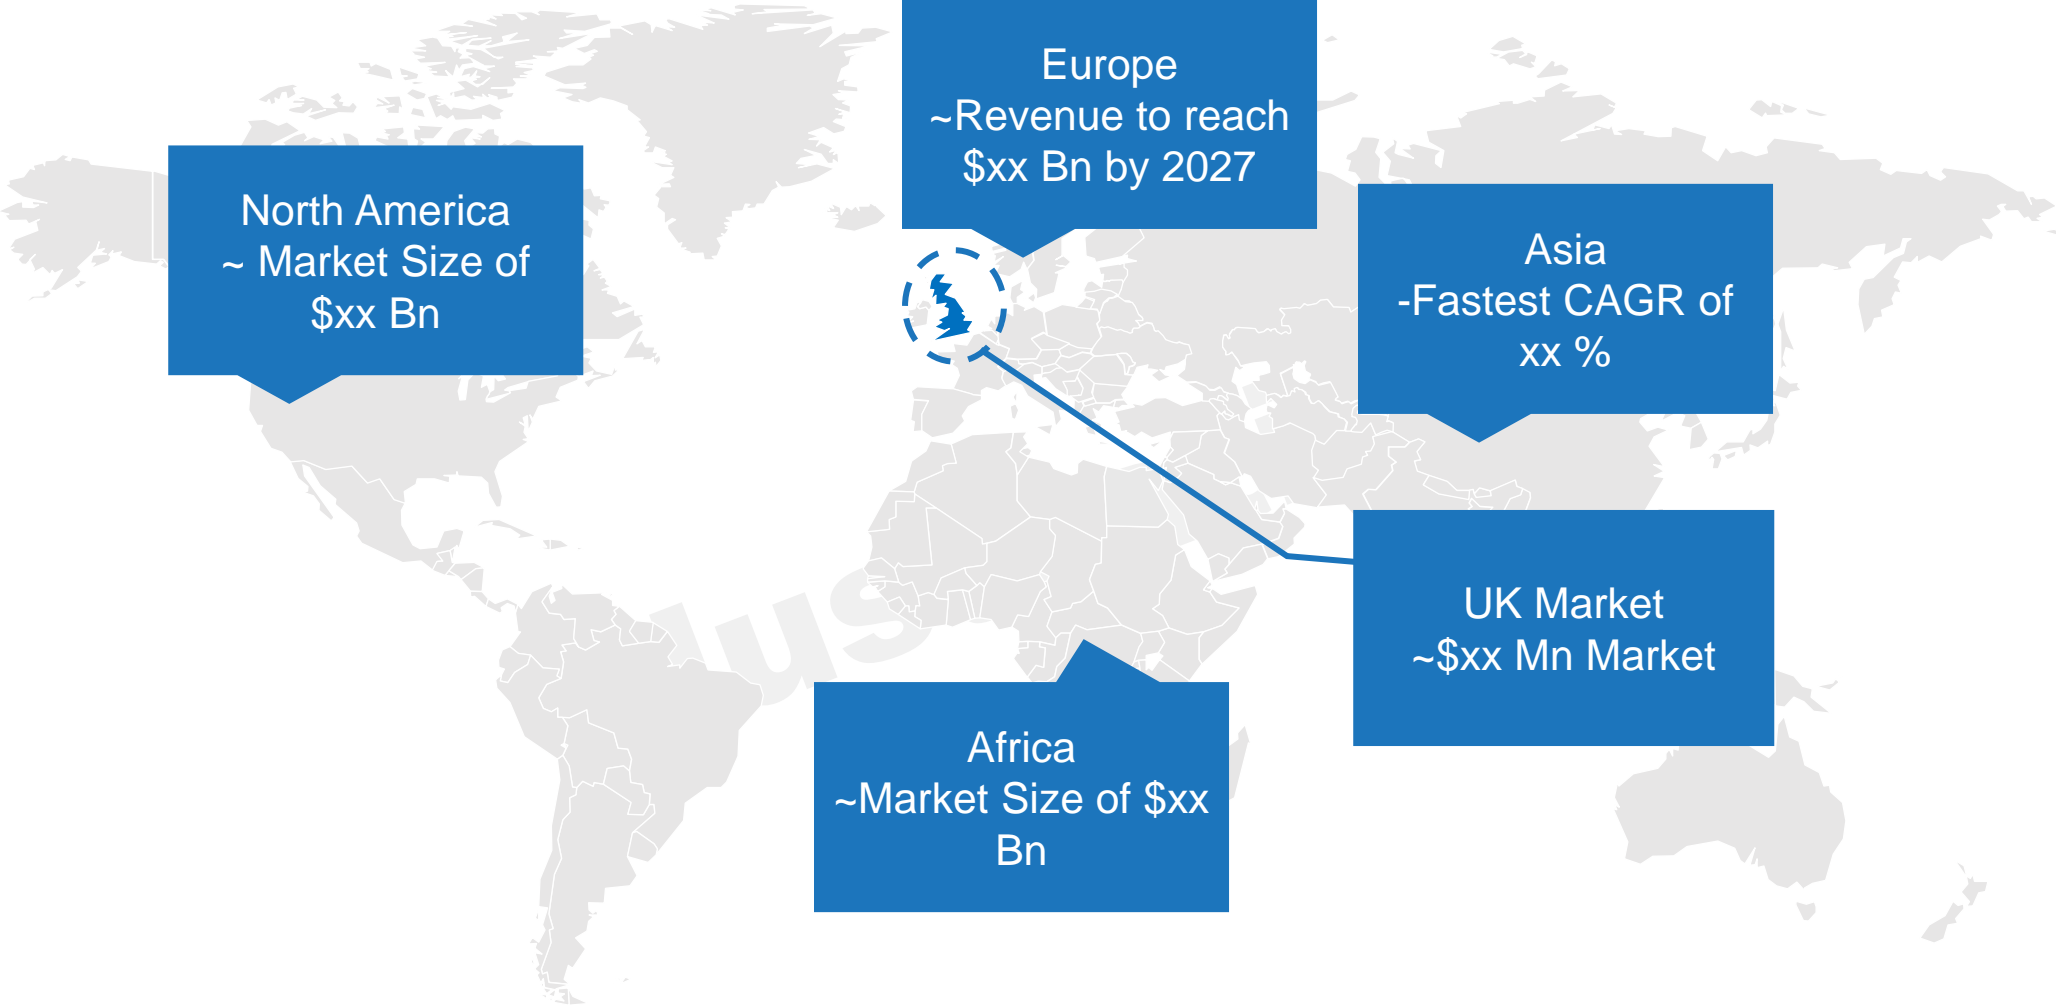 Europe
~Revenue to reach
$xx Bn by 2027
North America
~ Market Size of
$xx Bn
Asia
-Fastest CAGR of
xx %
UK Market
~$xx Mn Market
Africa
~Market Size of $xx
Bn